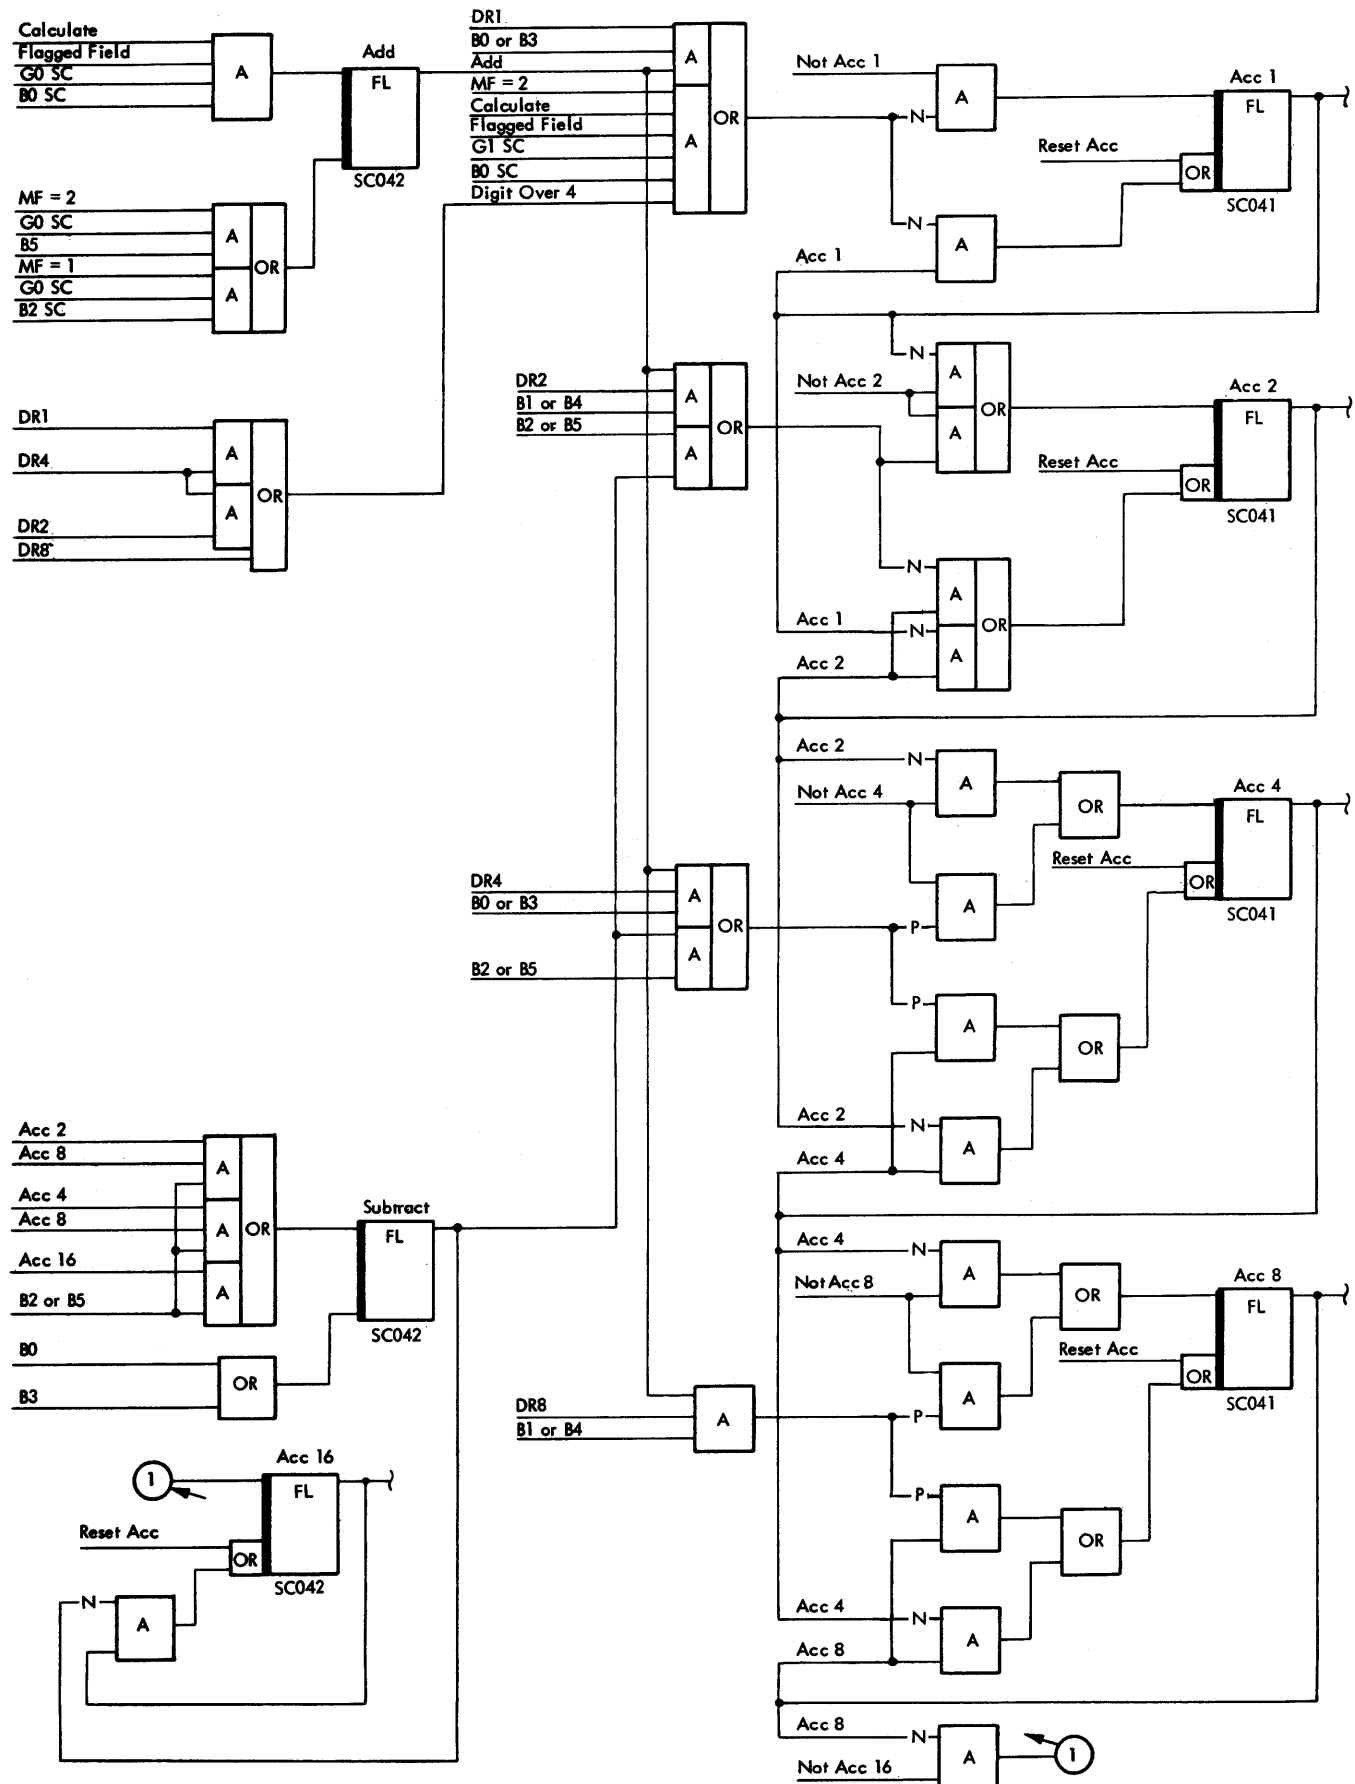 Calculate
Flagged Field
G0 SC
B0 SC
A
Add
FL
SC042
MF = 2
G0 SC
B5
MF = 1
G0 SC
B2 SC
A
A
OR
DR1
DR4
DR2
DR8
A
A
OR
DR1
B0 or B3
Add
MF = 2
Calculate
Flagged Field
G1 SC
B0 SC
Digit Over 4
A
A
OR
Not Acc 1
N
A
N
A
Acc 1
Acc 1
FL
Reset Acc
OR
SC041
DR2
B1 or B4
B2 or B5
A
A
OR
N
Not Acc 2
A
A
OR
N
Acc 1
N
Acc 2
A
A
OR
Acc 2
FL
Reset Acc
OR
SC041
Acc 2
N
A
Not Acc 4
OR
A
P
P
A
OR
Acc 2
N
A
Acc 4
Acc 4
FL
Reset Acc
OR
SC041
DR4
B0 or B3
B2 or B5
A
A
OR
Acc 2
Acc 8
Acc 4
Acc 8
Acc 16
B2 or B5
A
A
A
OR
Subtract
FL
SC042
B0
B3
OR
Acc 4
N
A
Not Acc 8
OR
A
P
P
A
OR
Acc 4
N
A
Acc 8
Acc 8
FL
Reset Acc
OR
SC041
DR8
B1 or B4
A
1
Acc 16
FL
Reset Acc
OR
SC042
N
A
Acc 8
N
A
Not Acc 16
1